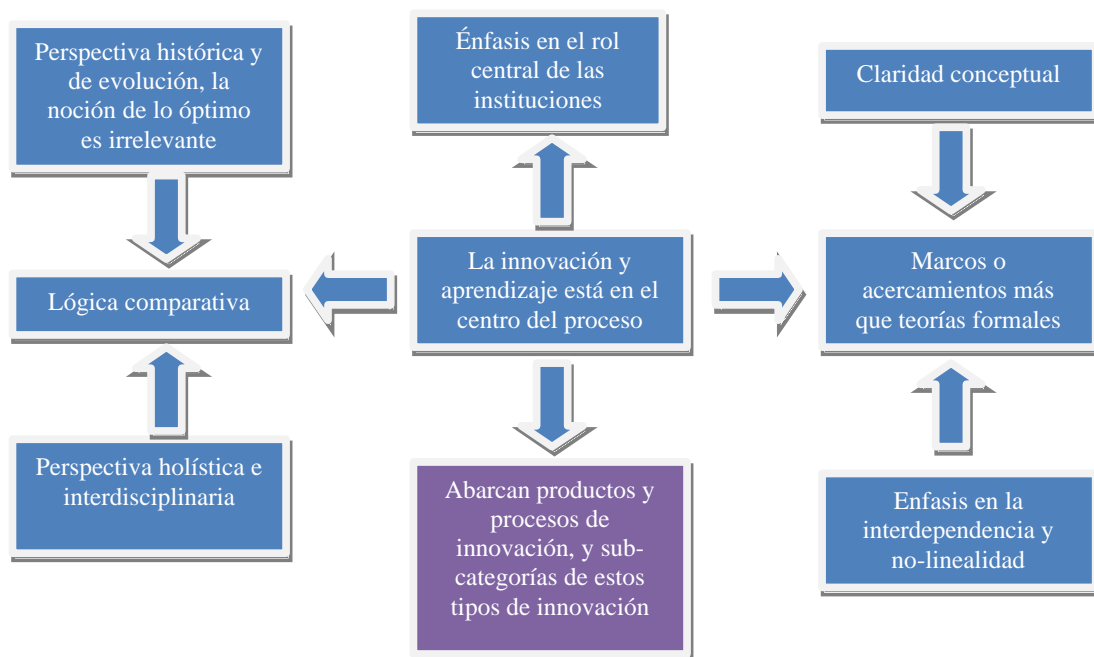 Perspectiva histórica y
de evolución, la
noción de lo óptimo
es irrelevante
Énfasis en el rol
central de las
instituciones
Claridad conceptual
Lógica comparativa
La innovación y
aprendizaje está en el
centro del proceso
Marcos o
acercamientos más
que teorías formales
Perspectiva holística e
interdisciplinaria
Abarcan productos y
procesos de
innovación, y sub-
categorías de estos
tipos de innovación
Enfasis en la
interdependencia y
no-linealidad